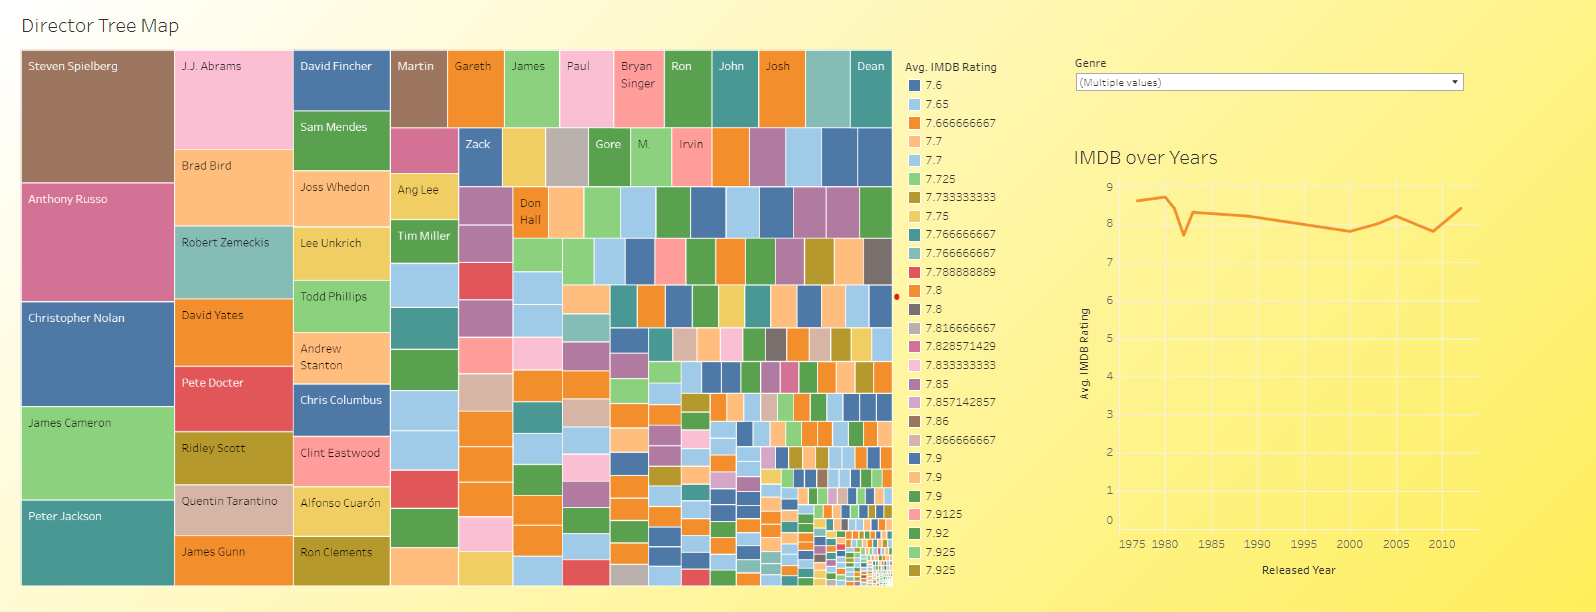 Director Tree Map
Steven Spielberg
Anthony Russo
Christopher Nolan
James Cameron
Peter Jackson
J.J. Abrams
Brad Bird
Robert Zemeckis
David Yates
Pete Docter
Ridley Scott
Quentin Tarantino
James Gunn
David Fincher
Sam Mendes
Joss Whedon
Lee Unkrich
Todd Phillips
Andrew
Stanton
Chris Columbus
Clint Eastwood
Alfonso Cuarón
Ron Clements
Martin
Gareth
James
Paul
Bryan
Singer
Ron
John
Josh
Dean
Zack
Gore
M.
Irvin
Ang Lee
Tim Miller
Don
Hall
Avg. IMDB Rating
7.6
7.65
7.666666667
7.7
7.7
7.725
7.733333333
7.75
7.766666667
7.766666667
7.788888889
7.8
7.8
7.816666667
7.828571429
7.833333333
7.85
7.857142857
7.86
7.866666667
7.9
7.9
7.9
7.9125
7.92
7.925
7.925
Genre
(Multiple values)
IMDB over Years
9
8
7
6
5
4
3
2
1
0
Avg. IMDB Rating
1975 1980 1985 1990 1995 2000 2005 2010
Released Year